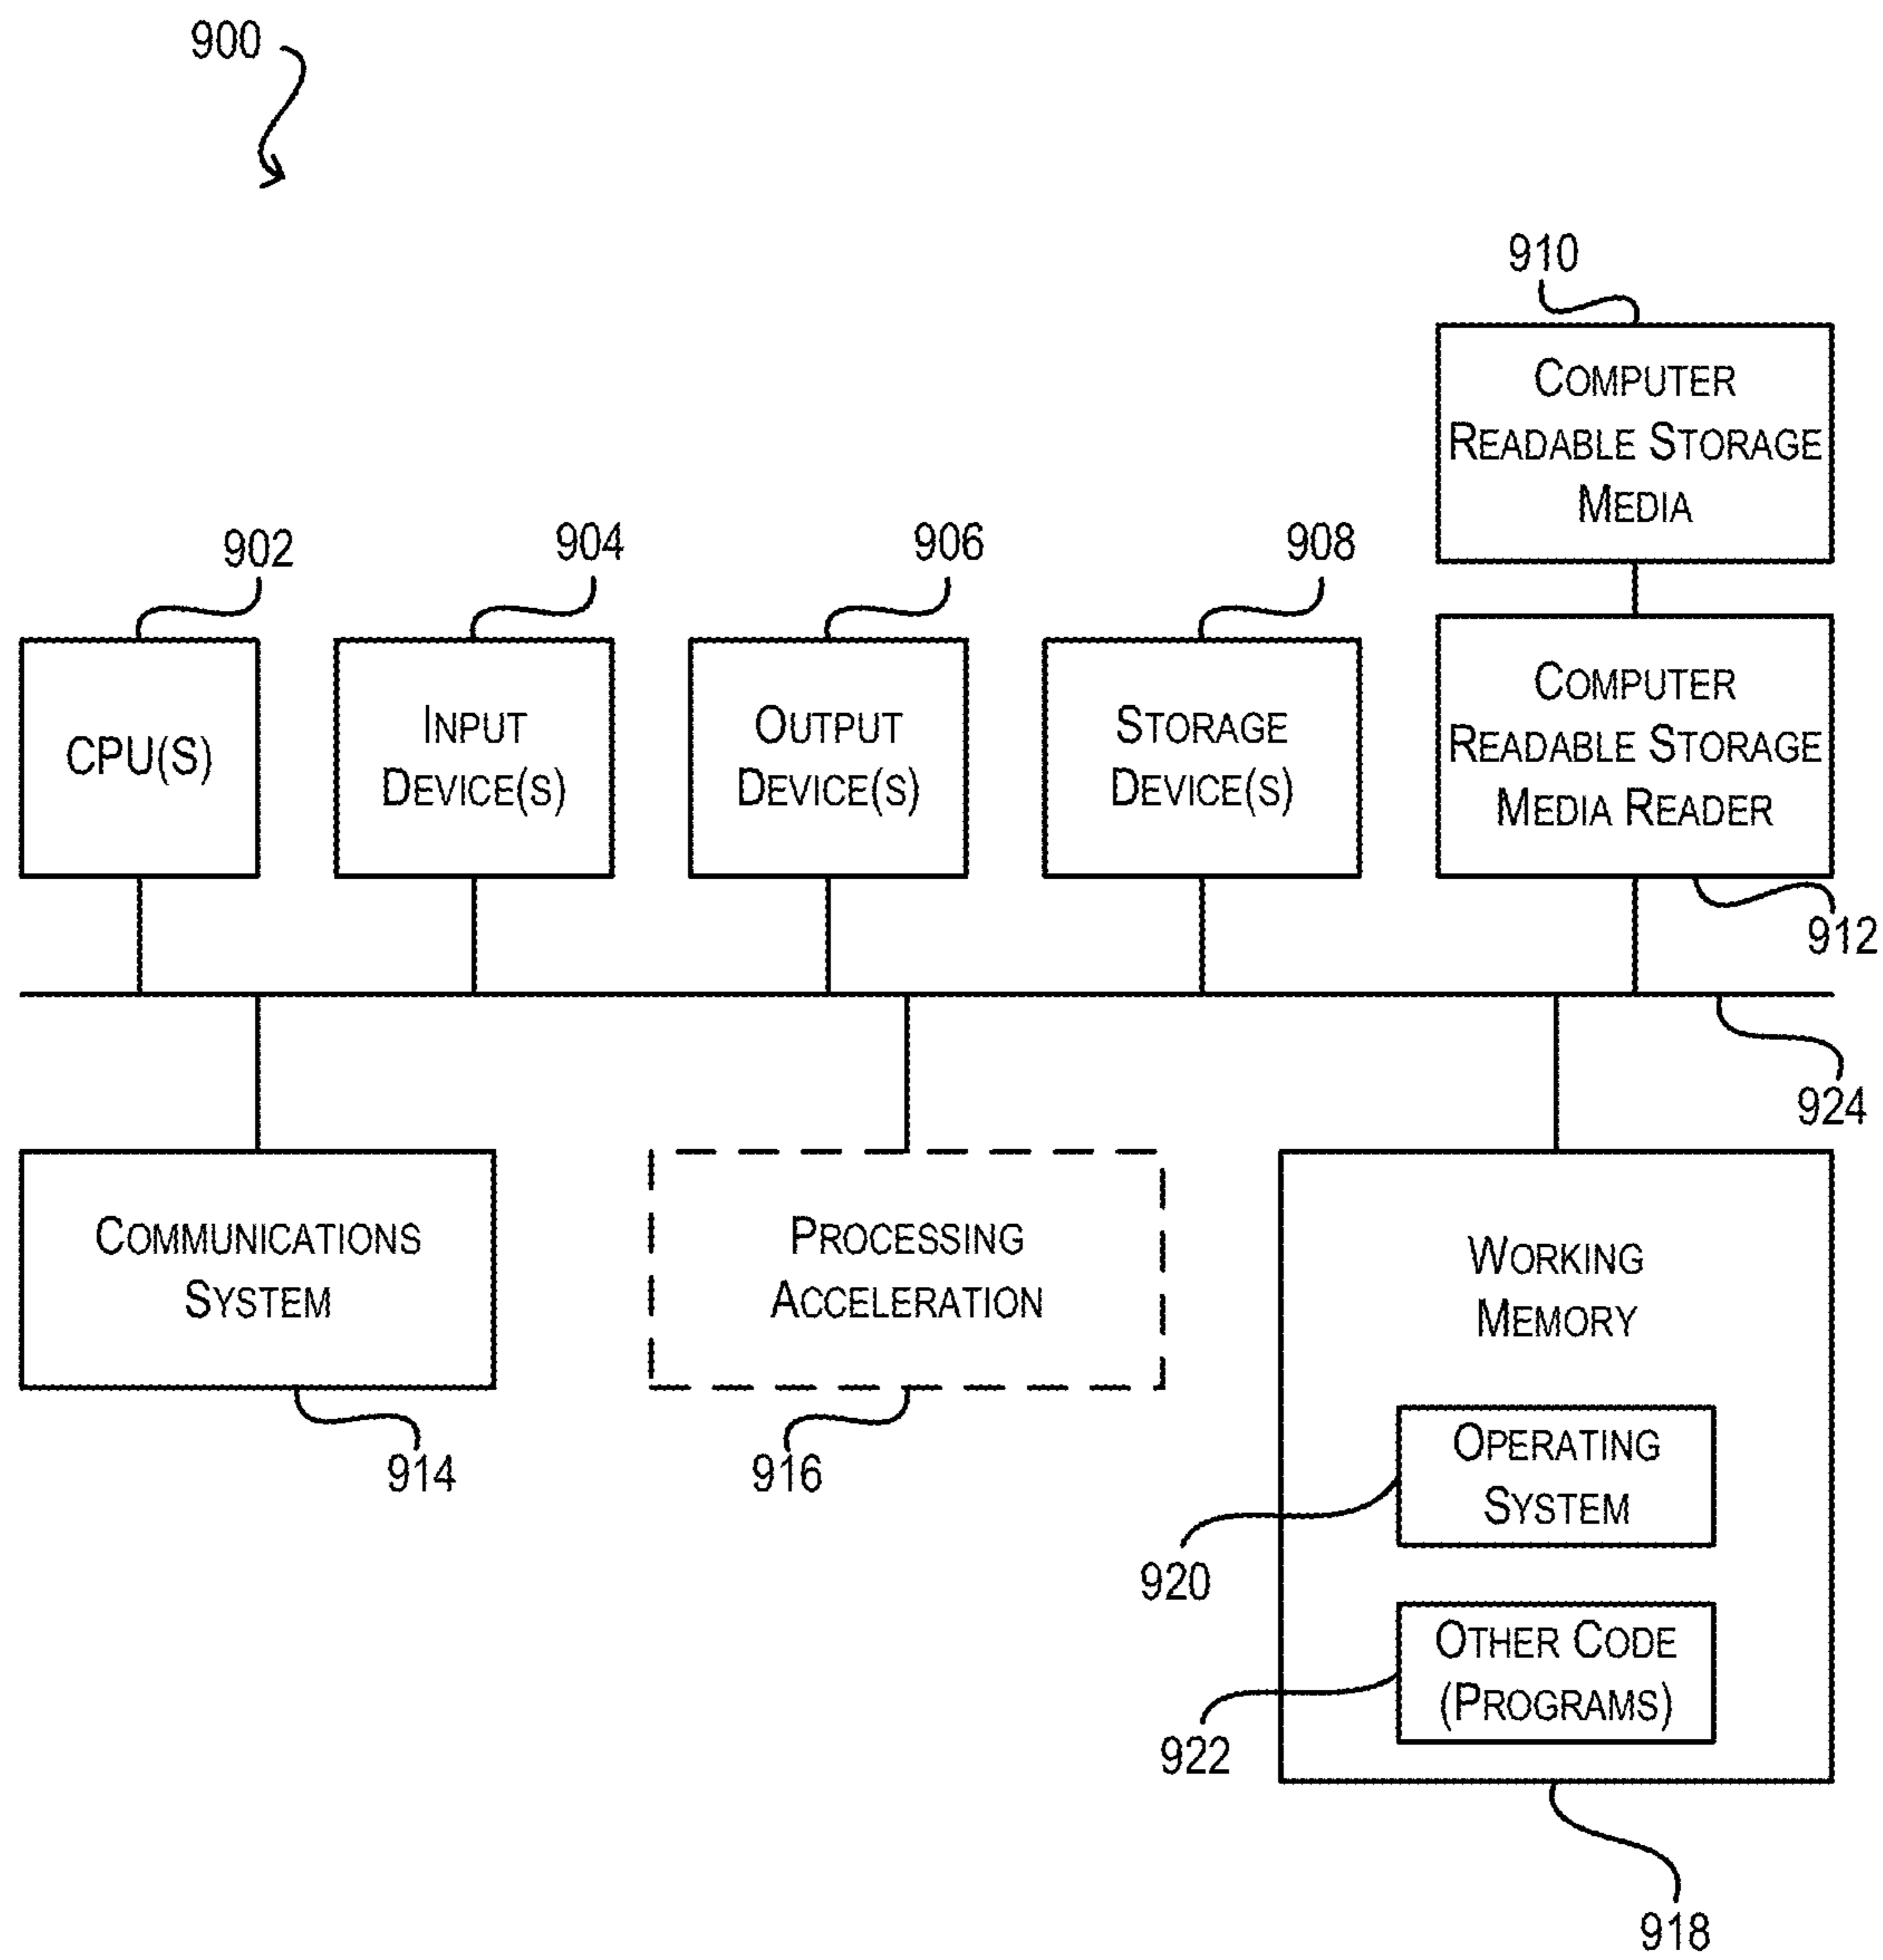 900
910
COMPUTER
READABLE STORAGE
MEDIA
902
904
906
908
CPU(S)
INPUT
DEVICE(S)
OUTPUT
DEVICE(S)
STORAGE
DEVICE(S)
COMPUTER
READABLE STORAGE
MEDIA READER
912
924
COMMUNICATIONS
SYSTEM
914
PROCESSING
ACCELERATION
916
WORKING
MEMORY
OPERATING
SYSTEM
920
OTHER CODE
(PROGRAMS)
922
918